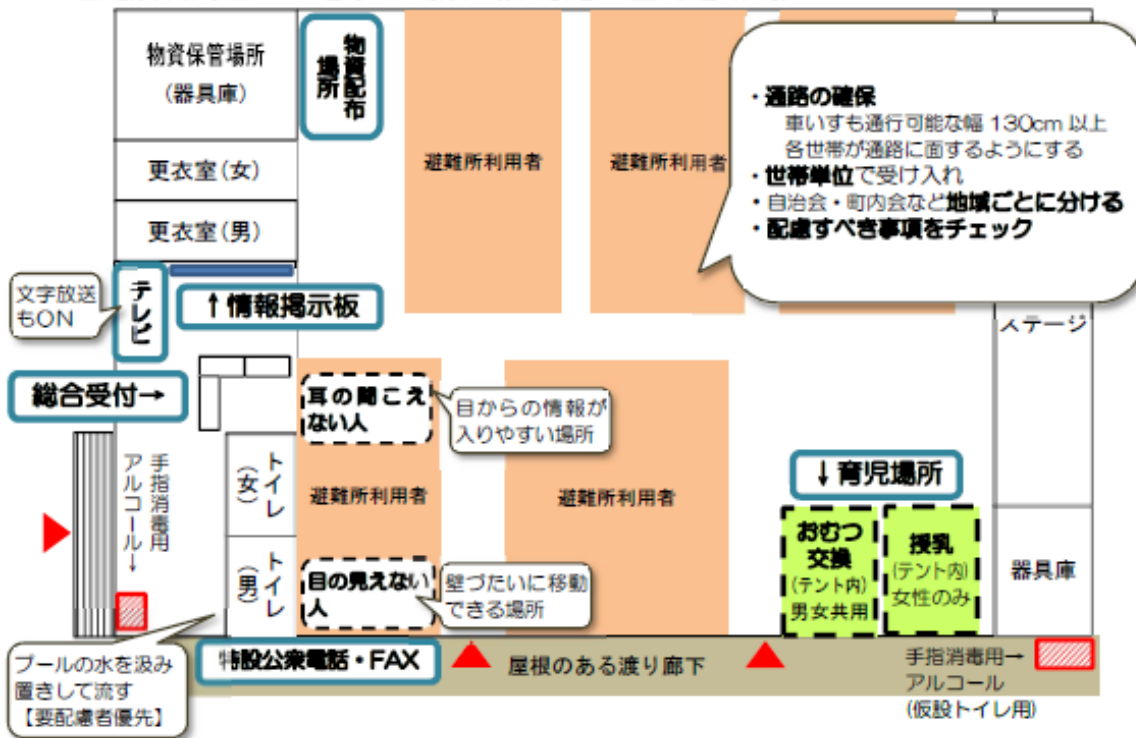 物資保管場所
(器具庫)
物資配布
場所
避難所利用者
避難所利用者
・通路の確保
車いすも通行可能な幅 130cm 以上
各世帯が通路に面するようにする
・世帯単位で受け入れ
・自治会・町内会など地域ごとに分ける
・配慮すべき事項をチェック
更衣室(女)
更衣室(男)
文字放送
もON
テレビ
↑情報掲示板
ステージ
総合受付→
耳の聞こえ
ない人
目からの情報が
入りやすい場所
手指消毒用
アルコール→
トイレ
(女)
避難所利用者
避難所利用者
↓育児場所
おむつ
交換
(テント内)
男女共用
授乳
(テント内)
女性のみ
器具庫
トイレ
(男)
目の見えない
人
壁づたいに移動
できる場所
プールの水を汲み
置きして流す
【要配慮者優先】
特設公衆電話・FAX
屋根のある渡り廊下
手指消毒用→
アルコール
(仮設トイレ用)